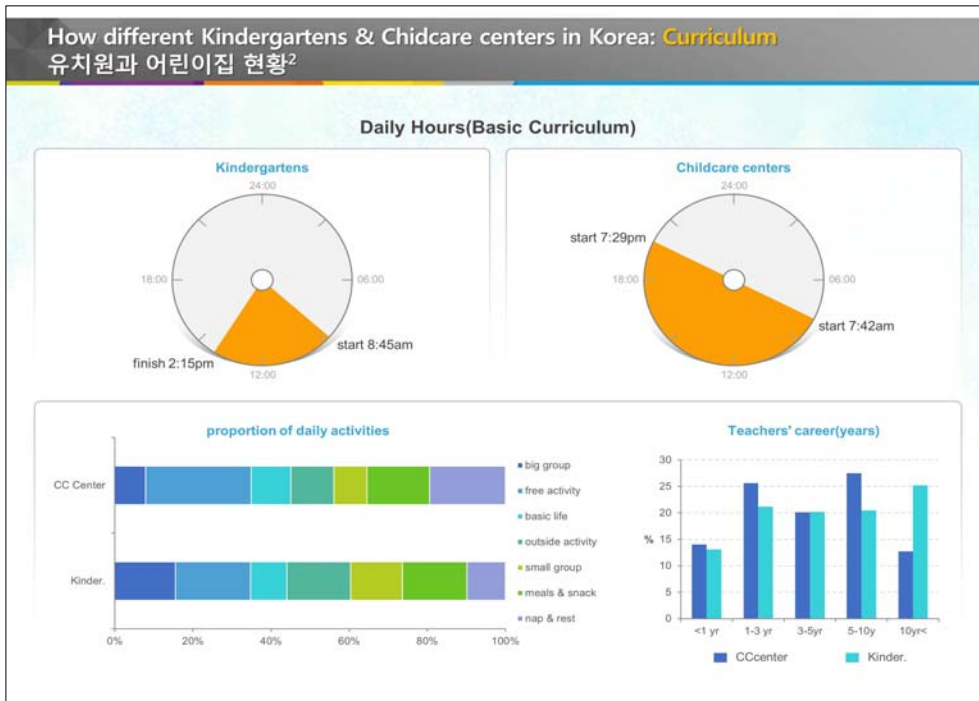 How different Kindergartens & Chidcare centers in Korea: Curriculum
유치원과 어린이집 현황2
Daily Hours(Basic Curriculum)
Kindergartens
24:00
18:00
06:00
start 8:45am
finish 2:15pm
12:00
Childcare centers
24:00
start 7:29pm
18:00
06:00
start 7:42am
12:00
proportion of daily activities
CC Center
Kinder.
0%
20%
40%
60%
80%
100%
big group
free activity
basic life
outside activity
small group
meals & snack
nap & rest
Teachers' career(years)
30
25
20
%
15
10
5
0
<1 yr
1-3 yr
3-5yr
5-10y
10yr<
CCcenter
Kinder.